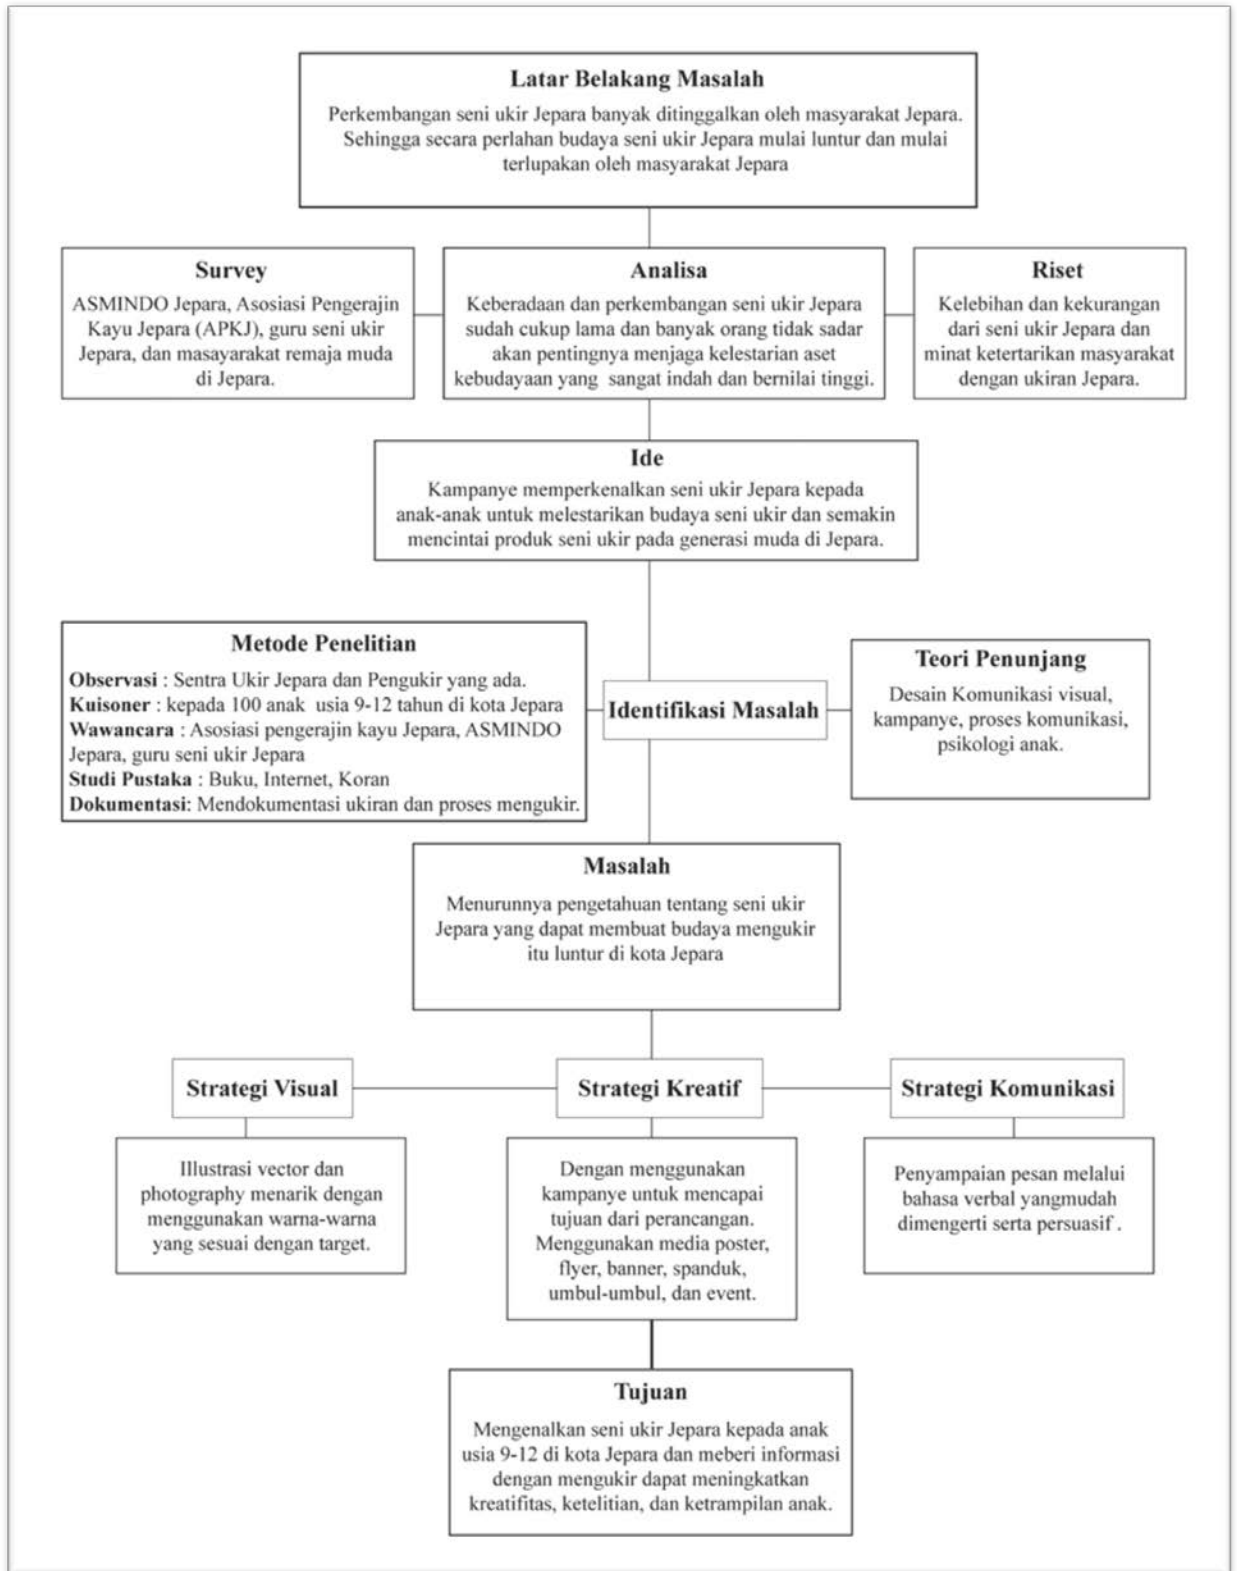 Latar Belakang Masalah
Perkembangan seni ukir Jepara banyak ditinggalkan oleh masyarakat Jepara.
Sehingga secara perlahan budaya seni ukir Jepara mulai luntur dan mulai
terlupakan oleh masyarakat Jepara
Survey
ASMINDO Jepara, Asosiasi Pengerajin
Kayu Jepara (APKJ), guru seni ukir
Jepara, dan masayarakat remaja muda
di Jepara.
Analisa
Keberadaan dan perkembangan seni ukir Jepara
sudah cukup lama dan banyak orang tidak sadar
akan pentingnya menjaga kelestarian aset
kebudayaan yang sangat indah dan bernilai tinggi.
Riset
Kelebihan dan kekurangan
dari seni ukir Jepara dan
minat ketertarikan masyarakat
dengan ukiran Jepara.
Ide
Kampanye memperkenalkan seni ukir Jepara kepada
anak-anak untuk melestarikan budaya seni ukir dan semakin
mencintai produk seni ukir pada generasi muda di Jepara.
Metode Penelitian
Observasi : Sentra Ukir Jepara dan Pengukir yang ada.
Kuisoner : kepada 100 anak usia 9-12 tahun di kota Jepara
Wawancara : Asosiasi pengerajin kayu Jepara, ASMINDO
Jepara, guru seni ukir Jepara
Studi Pustaka : Buku, Internet, Koran
Dokumentasi: Mendokumentasi ukiran dan proses mengukir.
Identifikasi Masalah
Teori Penunjang
Desain Komunikasi visual,
kampanye, proses komunikasi,
psikologi anak.
Masalah
Menurunnya pengetahuan tentang seni ukir
Jepara yang dapat membuat budaya mengukir
itu luntur di kota Jepara
Strategi Visual
Illustrasi vector dan
photography menarik dengan
menggunakan warna-warna
yang sesuai dengan target.
Strategi Kreatif
Dengan menggunakan
kampanye untuk mencapai
tujuan dari perancangan.
Menggunakan media poster,
flyer, banner, spanduk,
umbul-umbul, dan event.
Strategi Komunikasi
Penyampaian pesan melalui
bahasa verbal yangmudah
dimengerti serta persuasif .
Tujuan
Mengenalkan seni ukir Jepara kepada anak
usia 9-12 di kota Jepara dan meberi informasi
dengan mengukir dapat meningkatkan
kreatifitas, ketelitian, dan ketrampilan anak.